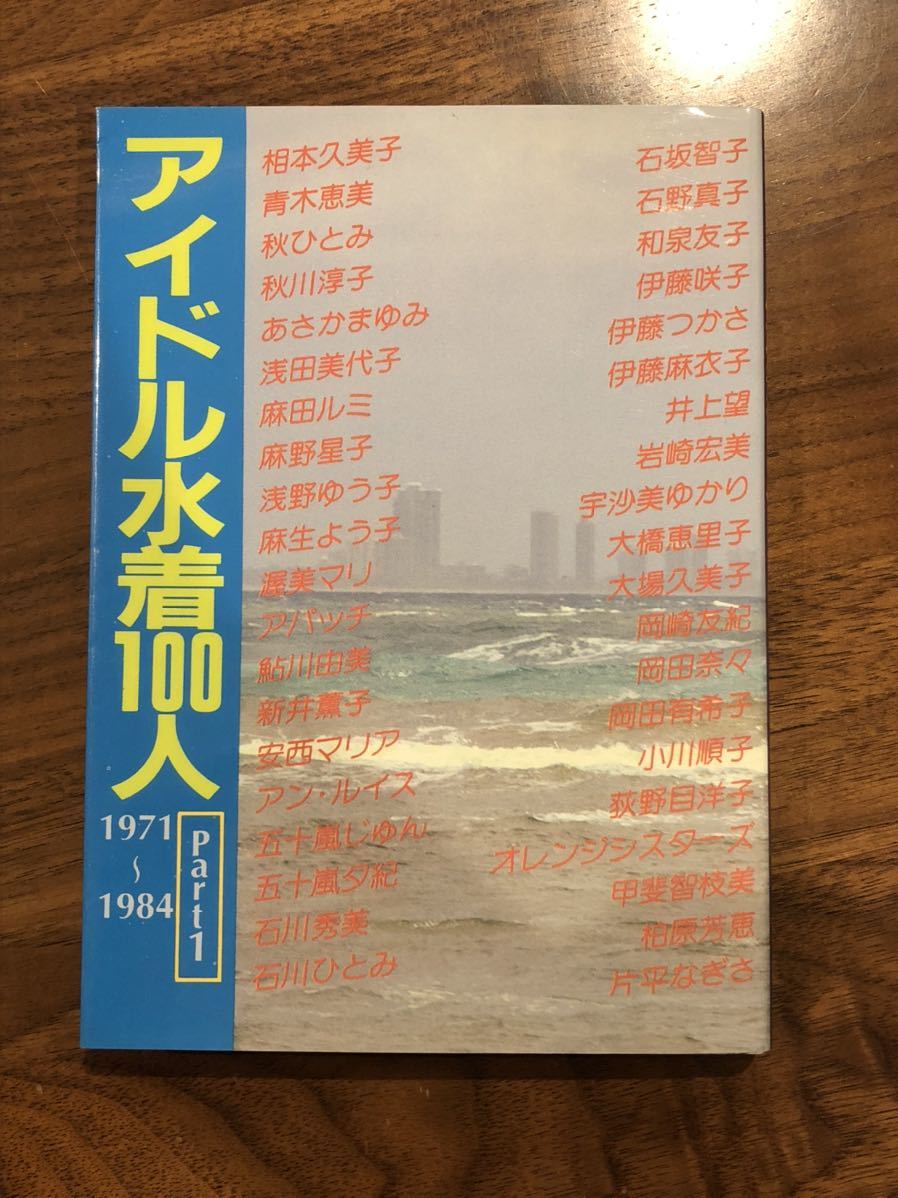 アイドル水着100人
1971
～
1984
Part1
相本久美子
青木恵美
秋ひとみ
秋川淳子
あさかまゆみ
浅田美代子
麻田ルミ
麻野星子
浅野ゆう子
麻生よう子
渥美マリ
アパッチ
鮎川由美
新井薫子
安西マリア
アン・ルイス
五十嵐じゅん
五十嵐夕紀
石川秀美
石川ひとみ
石坂智子
石野真子
和泉友子
伊藤咲子
伊藤つかさ
伊藤麻衣子
井上望
岩崎宏美
宇沙美ゆかり
大橋恵里子
大場久美子
岡崎友紀
岡田奈々
岡田有希子
小川順子
荻野目洋子
オレンジシスターズ
甲斐智枝美
柏原芳恵
片平なぎさ